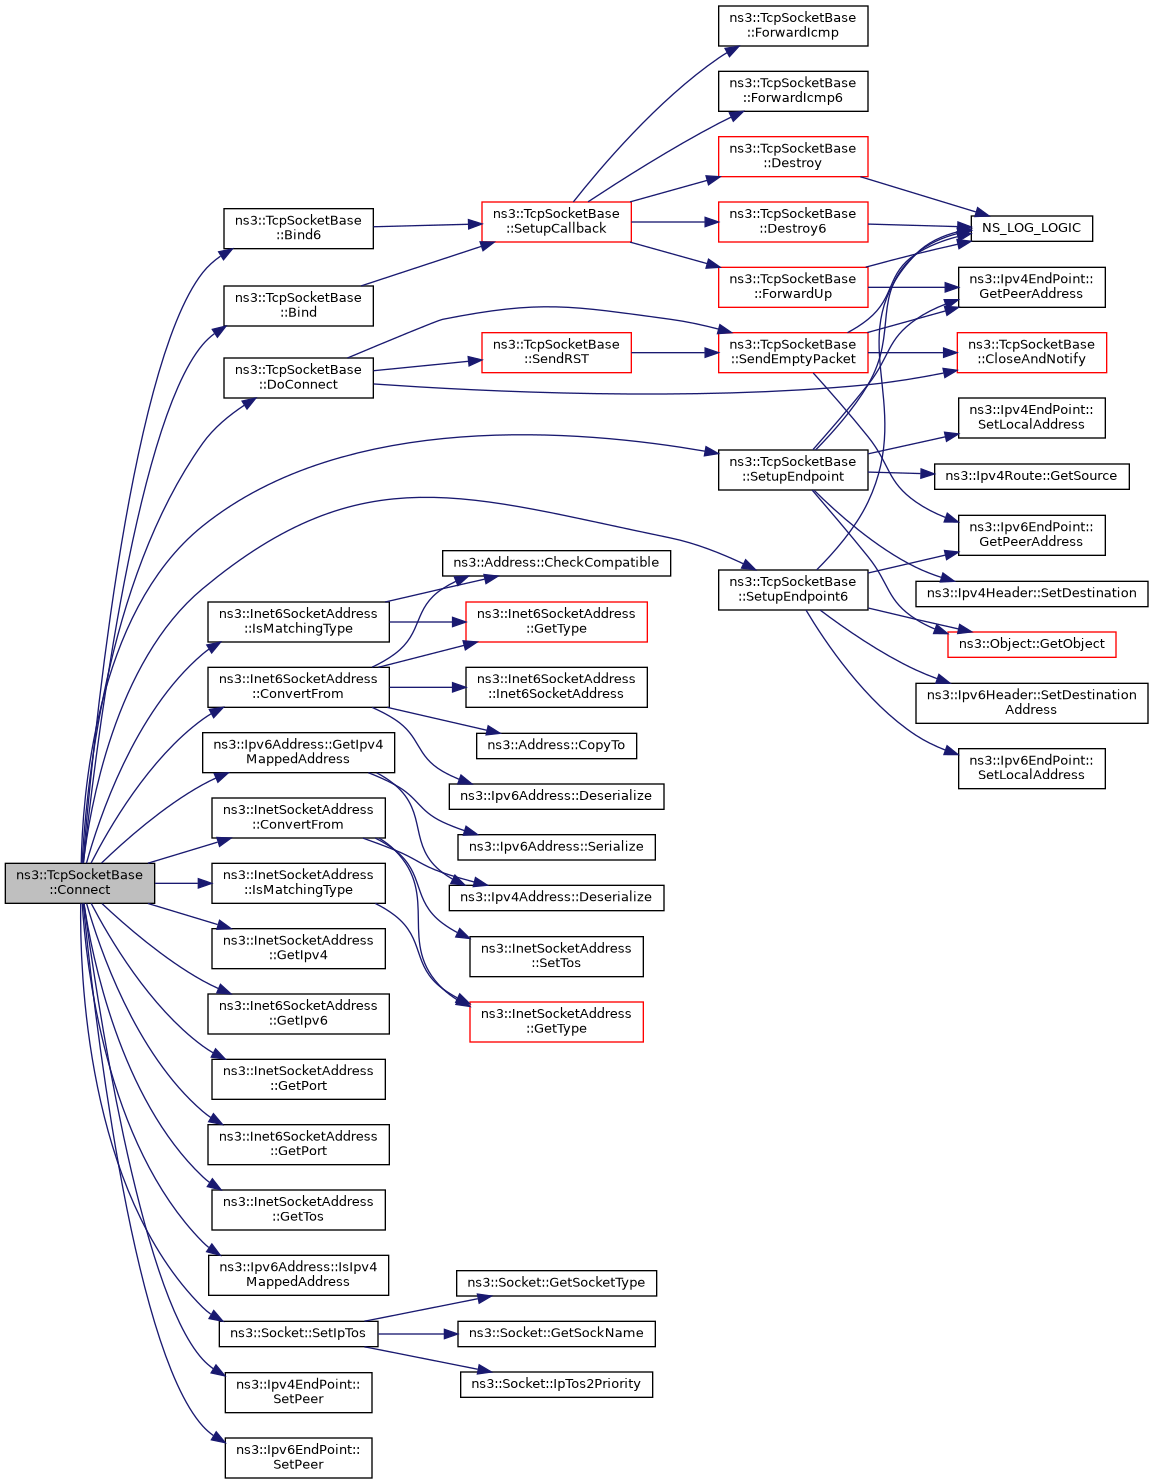 ns3::TcpSocketBase
::Connect
ns3::TcpSocketBase
::Bind6
ns3::TcpSocketBase
::Bind
ns3::TcpSocketBase
::DoConnect
ns3::Inet6SocketAddress
::IsMatchingType
ns3::Inet6SocketAddress
::ConvertFrom
ns3::Ipv6Address::GetIpv4
MappedAddress
ns3::InetSocketAddress
::ConvertFrom
ns3::InetSocketAddress
::IsMatchingType
ns3::InetSocketAddress
::GetIpv4
ns3::Inet6SocketAddress
::GetIpv6
ns3::InetSocketAddress
::GetPort
ns3::Inet6SocketAddress
::GetPort
ns3::InetSocketAddress
::GetTos
ns3::Ipv6Address::IsIpv4
MappedAddress
ns3::Socket::SetIpTos
ns3::Ipv4EndPoint::
SetPeer
ns3::Ipv6EndPoint::
SetPeer
ns3::TcpSocketBase
::SetupCallback
ns3::TcpSocketBase
::SendRST
ns3::Address::CheckCompatible
ns3::Inet6SocketAddress
::GetType
ns3::Inet6SocketAddress
::Inet6SocketAddress
ns3::Address::CopyTo
ns3::Ipv6Address::Deserialize
ns3::Ipv6Address::Serialize
ns3::Ipv4Address::Deserialize
ns3::InetSocketAddress
::SetTos
ns3::InetSocketAddress
::GetType
ns3::Socket::GetSocketType
ns3::Socket::GetSockName
ns3::Socket::IpTos2Priority
ns3::TcpSocketBase
::ForwardIcmp
ns3::TcpSocketBase
::ForwardIcmp6
ns3::TcpSocketBase
::Destroy
ns3::TcpSocketBase
::Destroy6
ns3::TcpSocketBase
::ForwardUp
ns3::TcpSocketBase
::SendEmptyPacket
ns3::TcpSocketBase
::SetupEndpoint
ns3::TcpSocketBase
::SetupEndpoint6
NS_LOG_LOGIC
ns3::Ipv4EndPoint::
GetPeerAddress
ns3::TcpSocketBase
::CloseAndNotify
ns3::Ipv4EndPoint::
SetLocalAddress
ns3::Ipv4Route::GetSource
ns3::Ipv6EndPoint::
GetPeerAddress
ns3::Ipv4Header::SetDestination
ns3::Object::GetObject
ns3::Ipv6Header::SetDestination
Address
ns3::Ipv6EndPoint::
SetLocalAddress